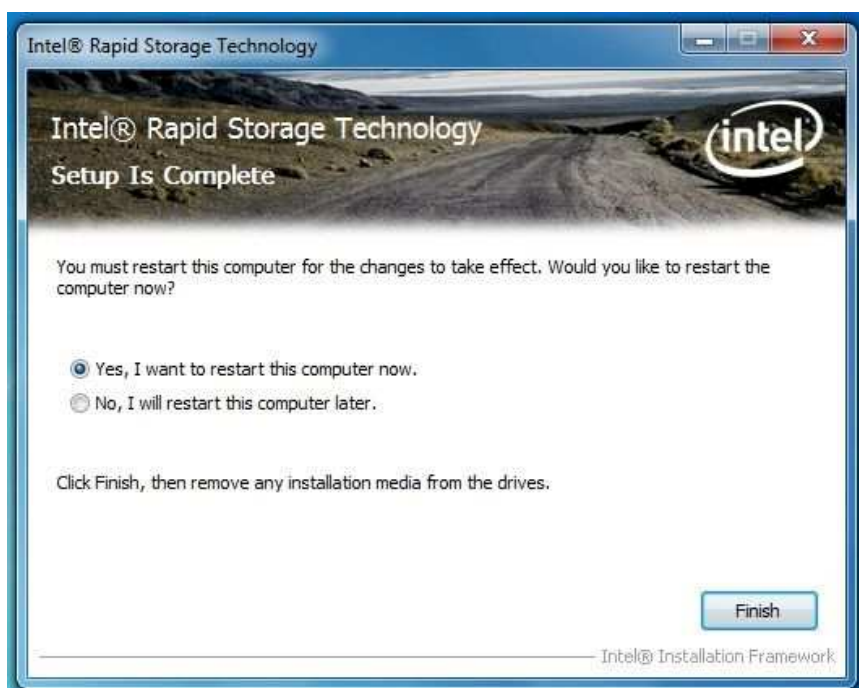 Intel® Rapid Storage Technology
Intel® Rapid Storage Technology
intel
Setup Is Complete
You must restart this computer for the changes to take effect. Would you like to restart the
computer now?
Yes, I want to restart this computer now.
No, I will restart this computer later.
Click Finish, then remove any installation media from the drives.
Finish
Intel® Installation Framework